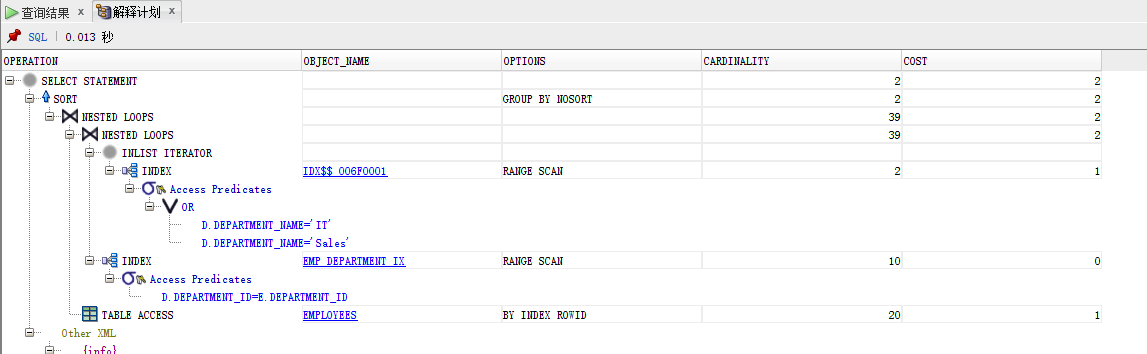 查询结果 × 解释计划 ×
SQL | 0.013 秒
OPERATION OBJECT_NAME OPTIONS CARDINALITY COST
SELECT STATEMENT 2 2
SORT GROUP BY NOSORT 2 2
NESTED LOOPS 39 2
NESTED LOOPS 39 2
INLIST ITERATOR
INDEX IDX$$_006F0001 RANGE SCAN 2 1
Access Predicates
OR
D.DEPARTMENT_NAME='IT'
D.DEPARTMENT_NAME='Sales'
INDEX EMP_DEPARTMENT_IX RANGE SCAN 10 0
Access Predicates
D.DEPARTMENT_ID=E.DEPARTMENT_ID
TABLE ACCESS EMPLOYEES BY INDEX ROWID 20 1
Other XML
{info}